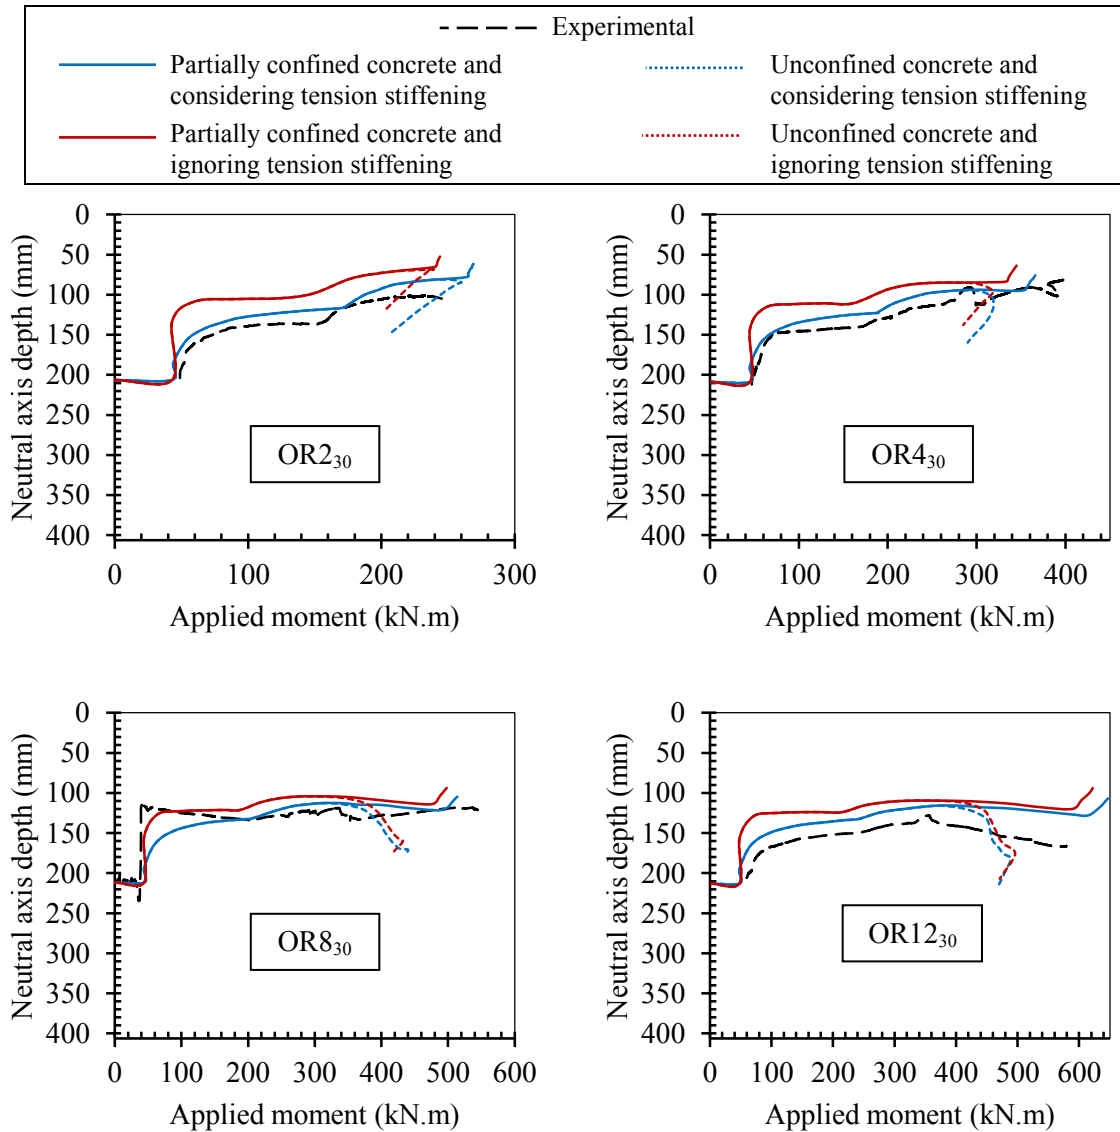 Experimental
Partially confined concrete and
considering tension stiffening
Unconfined concrete and
considering tension stiffening
Partially confined concrete and
ignoring tension stiffening
Unconfined concrete and
ignoring tension stiffening
Neutral axis depth (mm)
0
50
100
150
200
250
300
350
400
OR2₃₀
0 100 200 300
Applied moment (kN.m)
Neutral axis depth (mm)
0
50
100
150
200
250
300
350
400
OR4₃₀
0 100 200 300 400
Applied moment (kN.m)
Neutral axis depth (mm)
0
50
100
150
200
250
300
350
400
OR8₃₀
0 100 200 300 400 500 600
Applied moment (kN.m)
Neutral axis depth (mm)
0
50
100
150
200
250
300
350
400
OR12₃₀
0 100 200 300 400 500 600
Applied moment (kN.m)